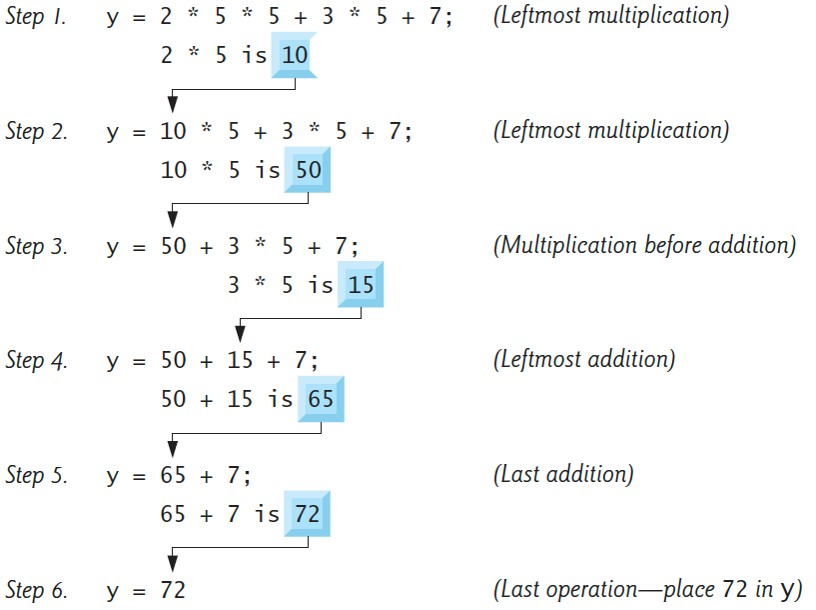 Step 1. y = 2 * 5 * 5 + 3 * 5 + 7; (Leftmost multiplication)
2 * 5 is 10
Step 2. y = 10 * 5 + 3 * 5 + 7; (Leftmost multiplication)
10 * 5 is 50
Step 3. y = 50 + 3 * 5 + 7; (Multiplication before addition)
3 * 5 is 15
Step 4. y = 50 + 15 + 7; (Leftmost addition)
50 + 15 is 65
Step 5. y = 65 + 7; (Last addition)
65 + 7 is 72
Step 6. y = 72 (Last operation—place 72 in y)